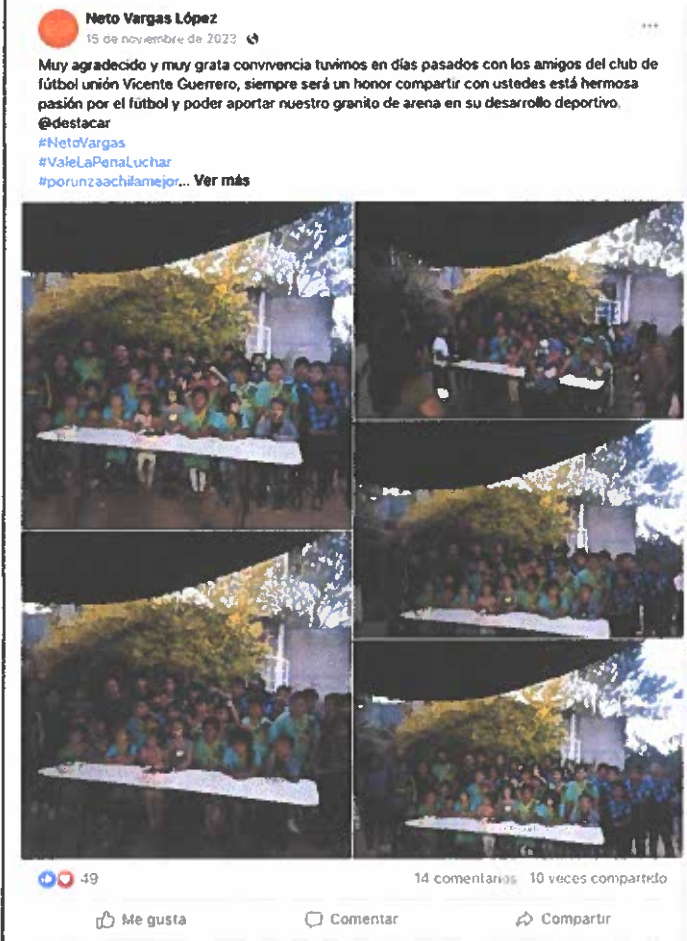 Neto Vargas López
15 de noviembre de 2023
Muy agradecido y muy grata convivencia tuvimos en días pasados con los amigos del club de
fútbol unión Vicente Guerrero, siempre será un honor compartir con ustedes está hermosa
pasión por el fútbol y poder aportar nuestro granito de arena en su desarrollo deportivo.
@destacar
#NetoVargas
#ValeLaPenaLuchar
#porunzaachilamejor... Ver más
49
14 comentarios 10 veces compartido
Me gusta Comentar Compartir